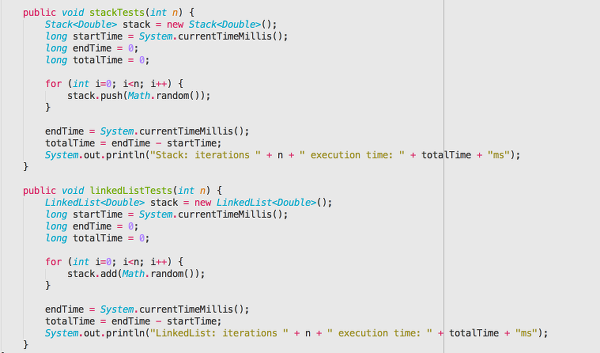 public void stackTests(int n) {
Stack<Double> stack = new Stack<Double>();
long startTime = System.currentTimeMillis();
long endTime = 0;
long totalTime = 0;
for (int i=0; i<n; i++) {
stack.push(Math.random());
}
endTime = System.currentTimeMillis();
totalTime = endTime - startTime;
System.out.println("Stack: iterations " + n + " execution time: " + totalTime + "ms");
}
public void linkedListTests(int n) {
LinkedList<Double> stack = new LinkedList<Double>();
long startTime = System.currentTimeMillis();
long endTime = 0;
long totalTime = 0;
for (int i=0; i<n; i++) {
stack.add(Math.random());
}
endTime = System.currentTimeMillis();
totalTime = endTime - startTime;
System.out.println("LinkedList: iterations " + n + " execution time: " + totalTime + "ms");
}